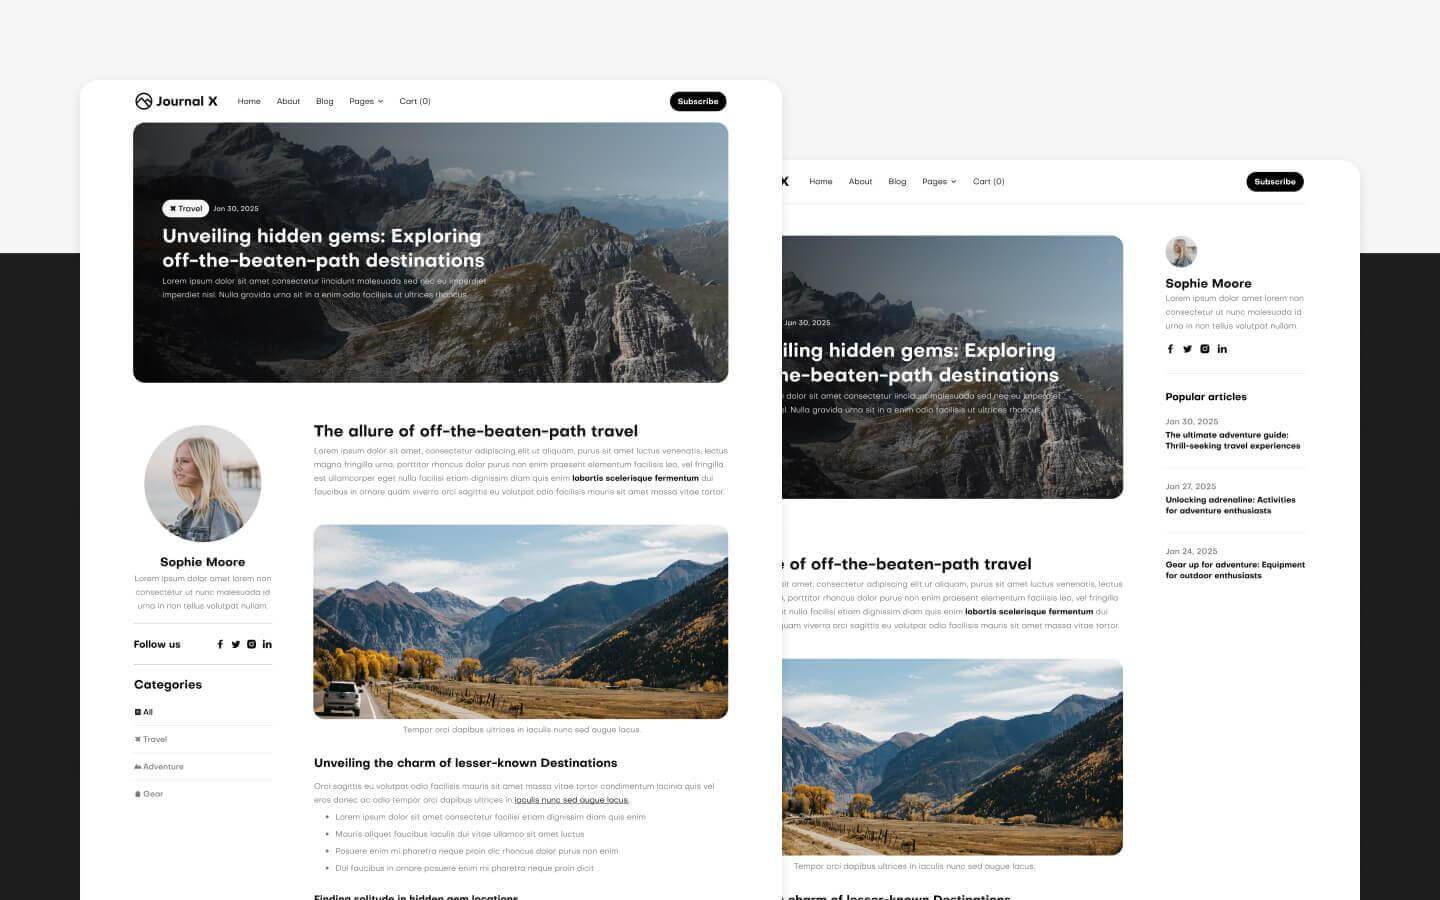 Journal X
Home
About
Blog
Pages
Cart (0)
Subscribe
Travel
Jan 30, 2025
Unveiling hidden gems: Exploring
off-the-beaten-path destinations
Lorem ipsum dolor sit amet consectetur lincidunt malesuada sed nec eu imperdiet
imperdiet nisl. Nulla gravida urna sit in a enim odio facilisis ut ultrices rhoncus.
Sophie Moore
Lorem ipsum dolor amet lorem non
consectetur ut nunc malesuada id
urna in non tellus volutpat nullam.
Follow us
Categories
All
Travel
Adventure
Gear
The allure of off-the-beaten-path travel
Lorem ipsum dolor sit amet, consectetur adipiscing elit ut aliquam, purus sit amet luctus venenatis, lectus
magna fringilla urna, porttitor rhoncus dolor purus non enim praesent elementum facilisis leo, vel fringilla
est ullamcorper eget nulla facilisi etiam dignissim diam quis enim lobortis scelerisque fermentum dui
faucibus in ornare quam viverra orci sagittis eu volutpat odio facilisis mauris sit amet massa vitae tortor.
Tempor orci dapibus ultrices in iaculis nunc sed augue lacus.
Unveiling the charm of lesser-known Destinations
Orci sagittis eu volutpat odio facilisis mauris sit amet massa vitae tortor condimentum lacinia quis vel
eros donec ac odio tempor orci dapibus ultrices in iaculis nunc sed augue lacus.
Lorem ipsum dolor sit amet consectetur facilisi etiam dignissim diam quis enim
Mauris aliquet faucibus iaculis dui vitae ullamco sit amet luctus
Posuere enim mi pharetra neque proin dic rhoncus dolor purus non enim
Dui faucibus in ornare posuere enim mi pharetra neque proin dicit
Finding solitude in hidden gem locations
X
Home
About
Blog
Pages
Cart (0)
Subscribe
Jan 30, 2025
iling hidden gems: Exploring
he-beaten-path destinations
dolor sit amet consectetur lincidunt malesuada sed nec eu imperdiet
l. Nulla gravida urna sit in a enim odio facilisis ut ultrices rhoncus.
of off-the-beaten-path travel
sit amet, consectetur adipiscing elit ut aliquam, purus sit amet luctus venenatis, lectus
, porttitor rhoncus dolor purus non enim praesent elementum facilisis leo, vel fringilla
t nulla facilisi etiam dignissim diam quis enim lobortis scelerisque fermentum dui
quam viverra orci sagittis eu volutpat odio facilisis mauris sit amet massa vitae tortor.
Tempor orci dapibus ultrices in iaculis nunc sed augue lacus.
charm of lesser-known Destinations
Sophie Moore
Lorem ipsum dolor amet lorem non
consectetur ut nunc malesuada id
urna in non tellus volutpat nullam.
Popular articles
Jan 30, 2025
The ultimate adventure guide:
Thrill-seeking travel experiences
Jan 27, 2025
Unlocking adrenaline: Activities
for adventure enthusiasts
Jan 24, 2025
Gear up for adventure: Equipment
for outdoor enthusiasts